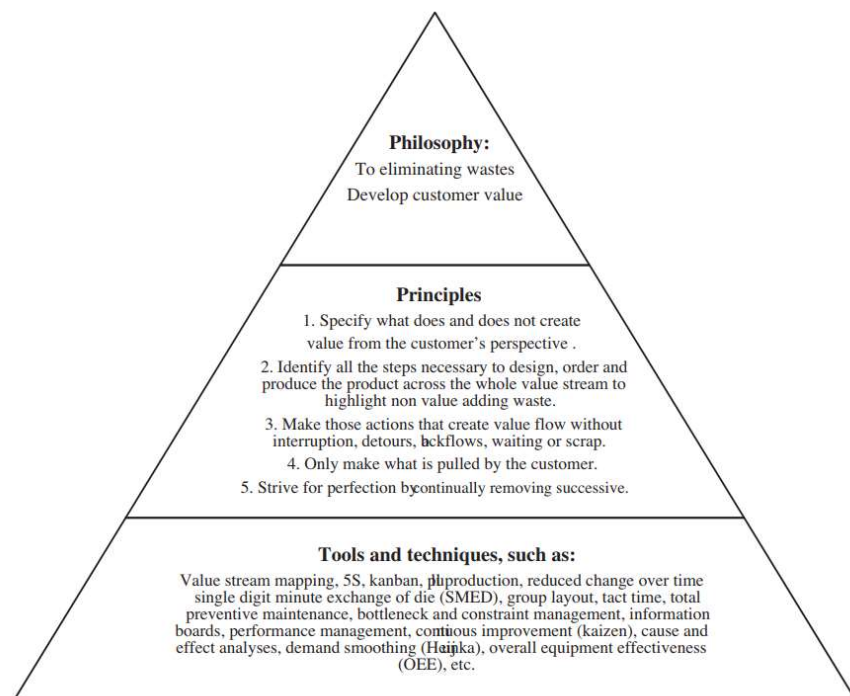 Philosophy:
To eliminating wastes
Develop customer value
Principles
1. Specify what does and does not create
value from the customer's perspective .
2. Identify all the steps necessary to design, order and
produce the product across the whole value stream to
highlight non value adding waste.
3. Make those actions that create value flow without
interruption, detours, backflows, waiting or scrap.
4. Only make what is pulled by the customer.
5. Strive for perfection by continually removing successive.
Tools and techniques, such as:
Value stream mapping, 5S, kanban, pull production, reduced change over time
single digit minute exchange of die (SMED), group layout, tact time, total
preventive maintenance, bottleneck and constraint management, information
boards, performance management, continuous improvement (kaizen), cause and
effect analyses, demand smoothing (Heijunka), overall equipment effectiveness
(OEE), etc.